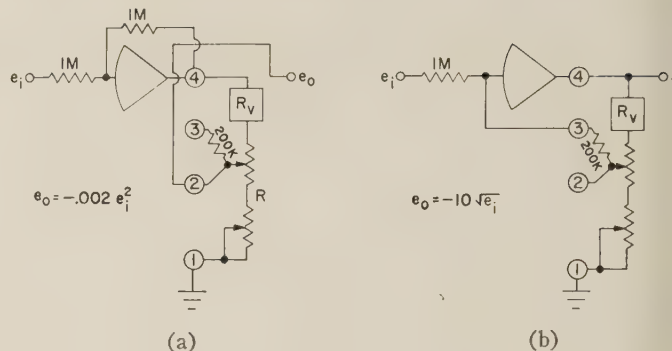 1M
1M
e_i
4
e_o
R_V
3
200K
2
R
e_o = -.002 e_i^2
1
(a)
1M
e_i
4
R_V
3
200K
2
e_o = -10 √e_i
1
(b)